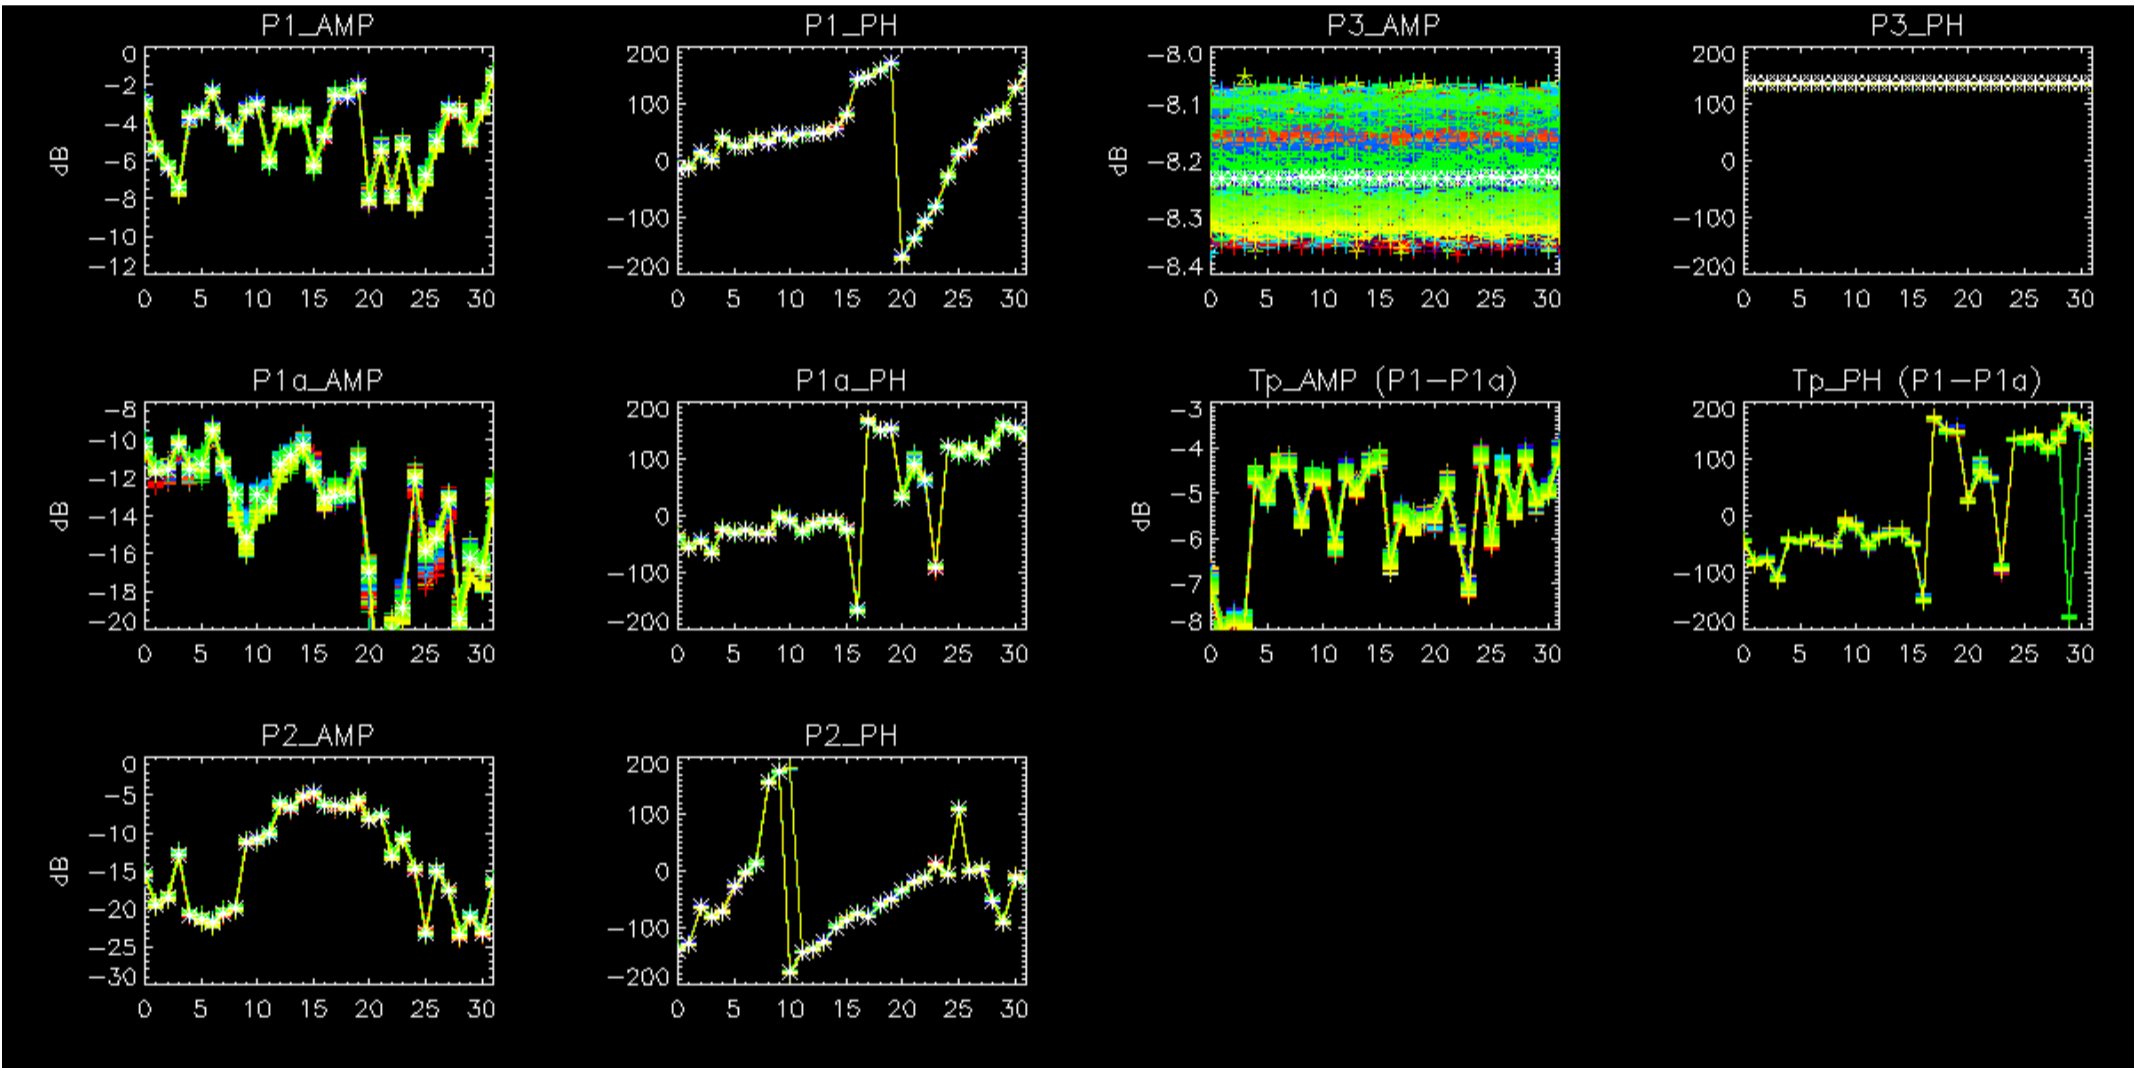 P1_AMP
P1_PH
P3_AMP
P3_PH
0
-2
-4
-6
-8
-10
-12
dB
0 5 10 15 20 25 30
200
100
0
-100
-200
0 5 10 15 20 25 30
-8.0
-8.1
-8.2
-8.3
-8.4
dB
0 5 10 15 20 25 30
200
100
0
-100
-200
0 5 10 15 20 25 30
P1a_AMP
P1a_PH
Tp_AMP (P1-P1a)
Tp_PH (P1-P1a)
-8
-10
-12
-14
-16
-18
-20
dB
0 5 10 15 20 25 30
200
100
0
-100
-200
0 5 10 15 20 25 30
-3
-4
-5
-6
-7
-8
dB
0 5 10 15 20 25 30
200
100
0
-100
-200
0 5 10 15 20 25 30
P2_AMP
P2_PH
0
-5
-10
-15
-20
-25
-30
dB
0 5 10 15 20 25 30
200
100
0
-100
-200
0 5 10 15 20 25 30